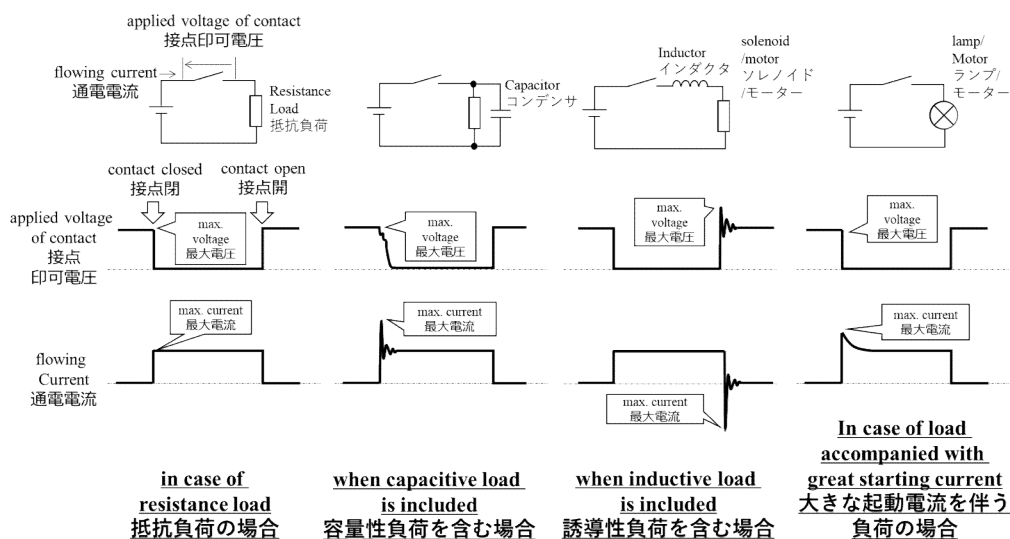 applied voltage of contact
接点印可電圧
flowing current
通電電流
Resistance
Load
抵抗負荷
Capacitor
コンデンサ
Inductor
インダクタ
solenoid
/motor
ソレノイド
/モーター
lamp/
Motor
ランプ/
モーター
contact closed
接点閉
contact open
接点開
applied voltage
of contact
接点
印可電圧
max.
voltage
最大電圧
max.
voltage
最大電圧
max.
voltage
最大電圧
max.
voltage
最大電圧
flowing
Current
通電電流
max. current
最大電流
max. current
最大電流
max. current
最大電流
max. current
最大電流
in case of
resistance load
抵抗負荷の場合
when capacitive load
is included
容量性負荷を含む場合
when inductive load
is included
誘導性負荷を含む場合
In case of load
accompanied with
great starting current
大きな起動電流を伴う
負荷の場合